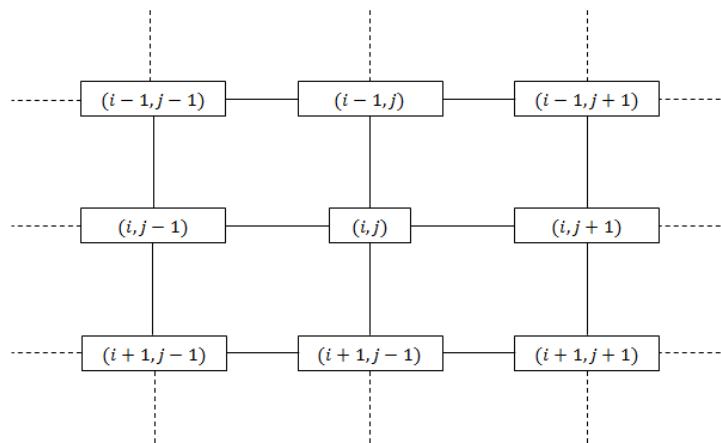 (i − 1, j − 1) (i − 1, j) (i − 1, j + 1)
(i, j − 1) (i, j) (i, j + 1)
(i + 1, j − 1) (i + 1, j − 1) (i + 1, j + 1)